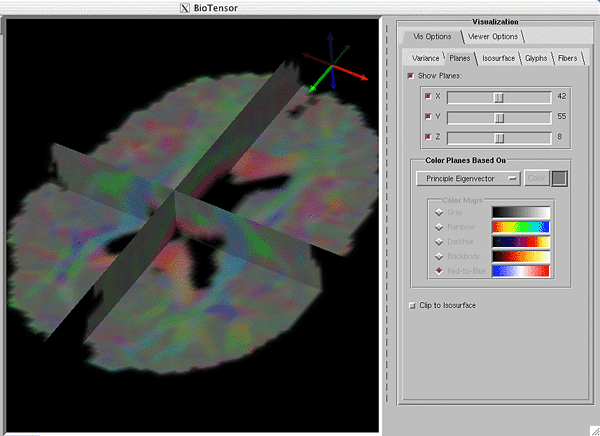 X BioTensor
Visualization
Vis Options Viewer Options
Variance Planes Isosurface Glyphs Fibers
Show Planes:
X 42
Y 55
Z 8
Color Planes Based On
Principle Eigenvector Color
Color Maps
Gray
Rainbow
Darkhue
Blackbody
Red-to-Blue
Clip to Isosurface